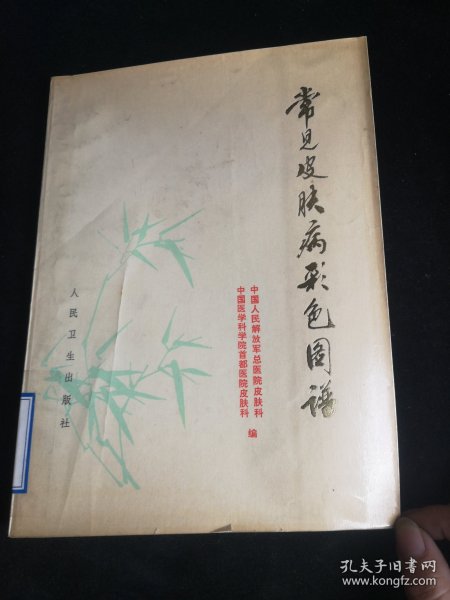 常见皮肤病形色图谱
中国人民解放军总医院皮肤科
中国医学科学院首都医院皮肤科
编
人民卫生出版社
孔夫子旧书网
www.kongfz.com